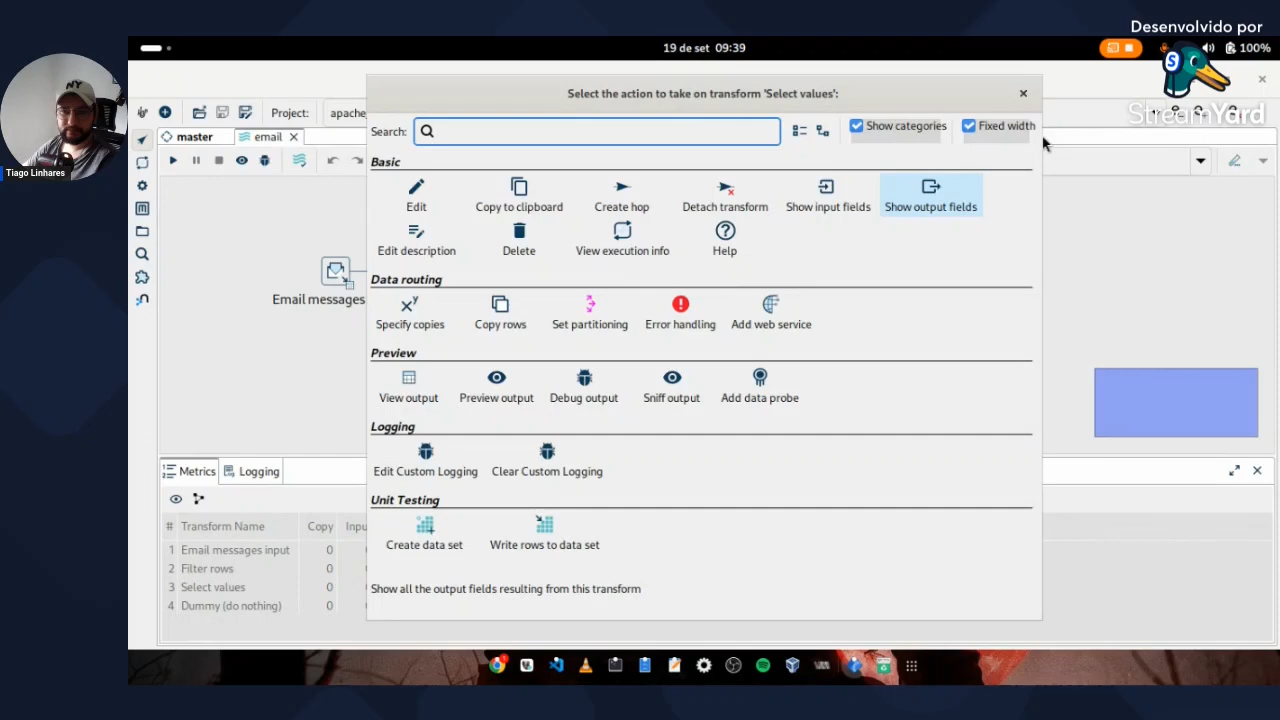 Desenvolvido por
StreamYard
Tiago Linhares
19 de set 09:39
100%
Select the action to take on transform 'Select values':
Project:
apache
master
email
Search:
Show categories
Fixed width
Basic
Edit
Copy to clipboard
Create hop
Detach transform
Show input fields
Show output fields
Edit description
Delete
View execution info
Help
Email messages
Data routing
Specify copies
Copy rows
Set partitioning
Error handling
Add web service
Preview
View output
Preview output
Debug output
Sniff output
Add data probe
Logging
Edit Custom Logging
Clear Custom Logging
Unit Testing
Create data set
Write rows to data set
Show all the output fields resulting from this transform
Metrics
Logging
# Transform Name Copy Inpu
1 Email messages input 0
2 Filter rows 0
3 Select values 0
4 Dummy (do nothing) 0